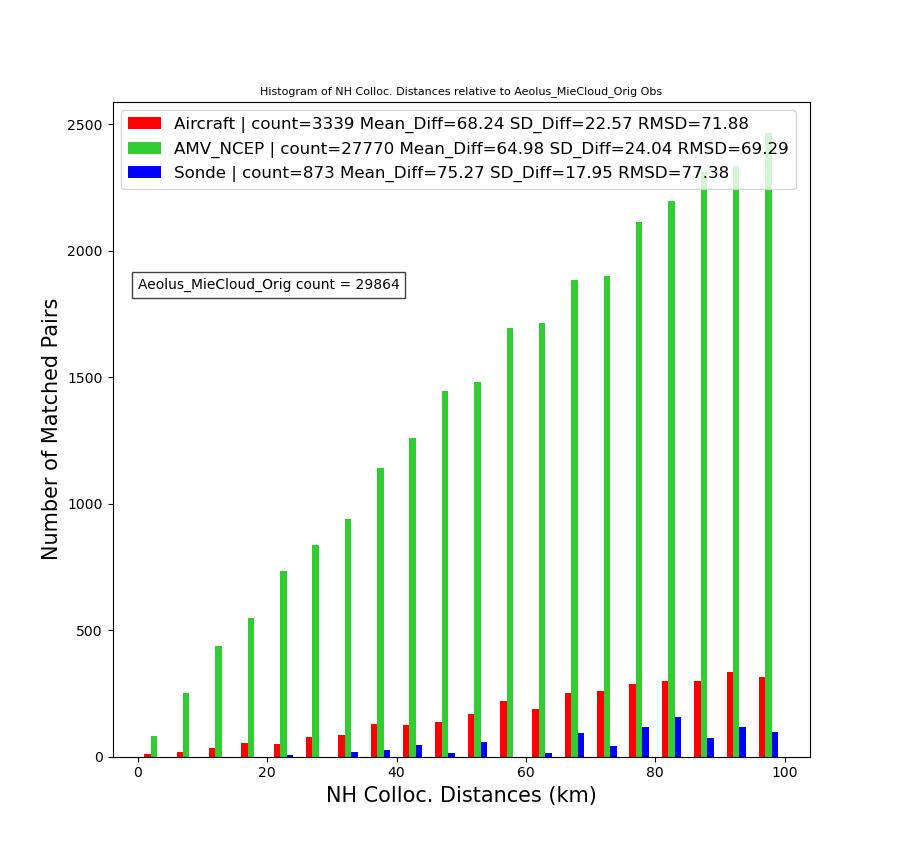 Histogram of NH Colloc. Distances relative to Aeolus_MieCloud_Orig Obs
Aircraft | count=3339 Mean_Diff=68.24 SD_Diff=22.57 RMSD=71.88
AMV_NCEP | count=27770 Mean_Diff=64.98 SD_Diff=24.04 RMSD=69.29
Sonde | count=873 Mean_Diff=75.27 SD_Diff=17.95 RMSD=77.38
Aeolus_MieCloud_Orig count = 29864
Number of Matched Pairs
2500
2000
1500
1000
500
0
0 20 40 60 80 100
NH Colloc. Distances (km)